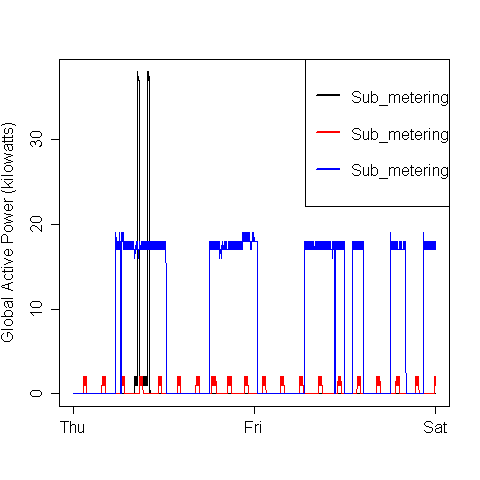 Global Active Power (kilowatts)
30
20
10
0
Sub_metering
Sub_metering
Sub_metering
Thu Fri Sat